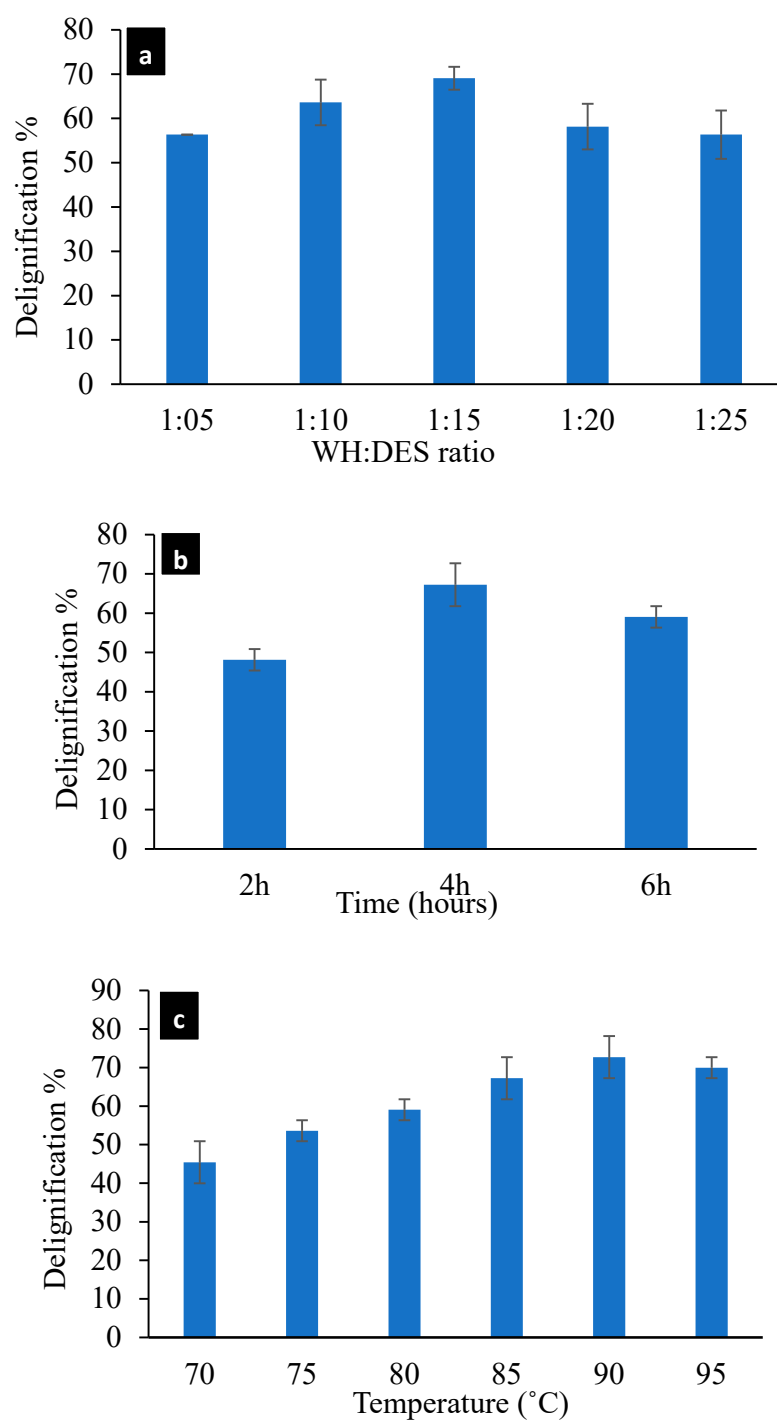 a
Delignification %
80
70
60
50
40
30
20
10
0
1:05 1:10 1:15 1:20 1:25
WH:DES ratio
b
Delignification %
80
70
60
50
40
30
20
10
0
2h 4h 6h
Time (hours)
c
Delignification %
90
80
70
60
50
40
30
20
10
0
70 75 80 85 90 95
Temperature (˚C)